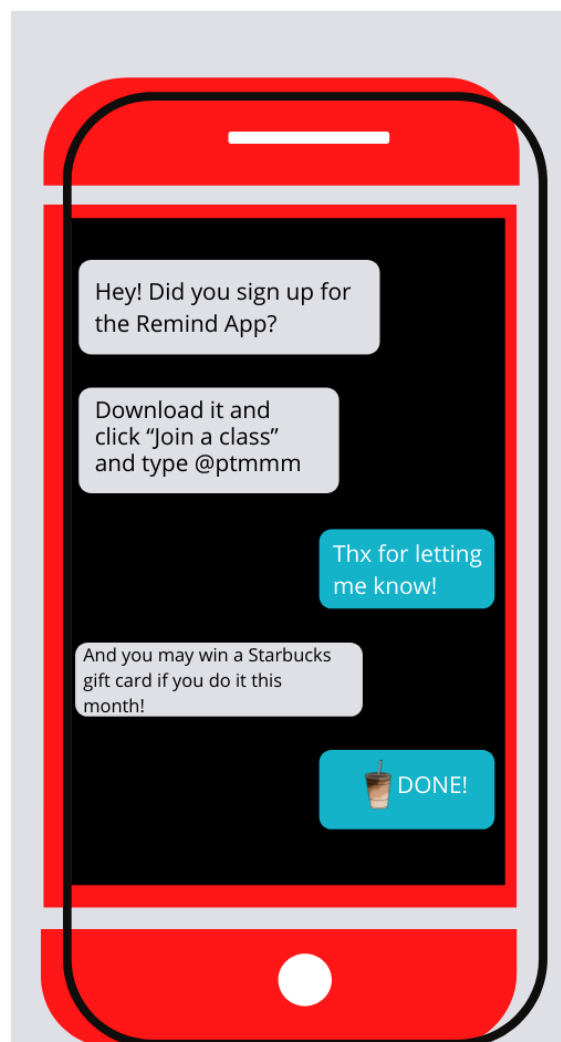 Hey! Did you sign up for
the Remind App?
Download it and
click “Join a class”
and type @ptmmm
Thx for letting
me know!
And you may win a Starbucks
gift card if you do it this
month!
DONE!